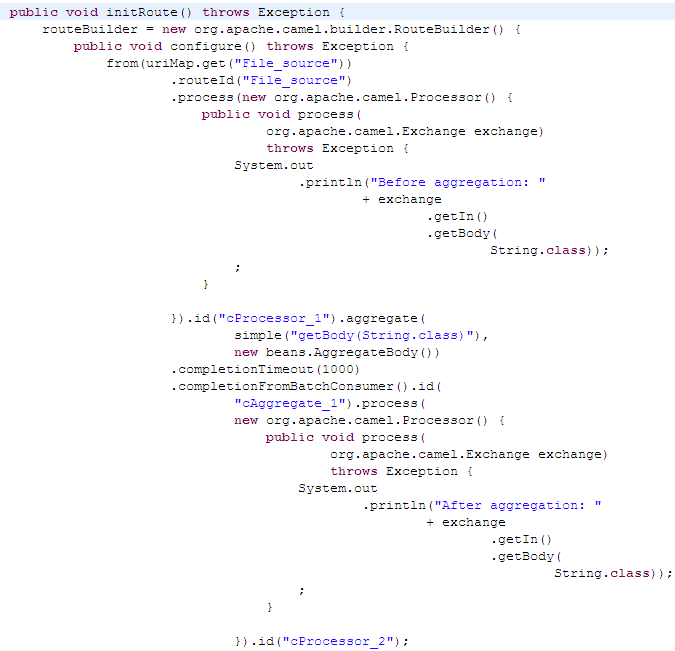 public void initRoute() throws Exception {
    routeBuilder = new org.apache.camel.builder.RouteBuilder() {
        public void configure() throws Exception {
            from(uriMap.get("File_source"))
                    .routeId("File_source")
                    .process(new org.apache.camel.Processor() {
                        public void process(
                                org.apache.camel.Exchange exchange)
                                throws Exception {
                            System.out
                                    .println("Before aggregation: "
                                            + exchange
                                                    .getIn()
                                                    .getBody(
                                                            String.class));
                            ;
                        }

                    }).id("cProcessor_1").aggregate(
                            simple("getBody(String.class)"),
                            new beans.AggregateBody())
                    .completionTimeout(1000)
                    .completionFromBatchConsumer().id(
                            "cAggregate_1").process(
                            new org.apache.camel.Processor() {
                                public void process(
                                        org.apache.camel.Exchange exchange)
                                        throws Exception {
                                    System.out
                                            .println("After aggregation: "
                                                    + exchange
                                                            .getIn()
                                                            .getBody(
                                                                    String.class));
                                    ;
                                }

                            }).id("cProcessor_2");